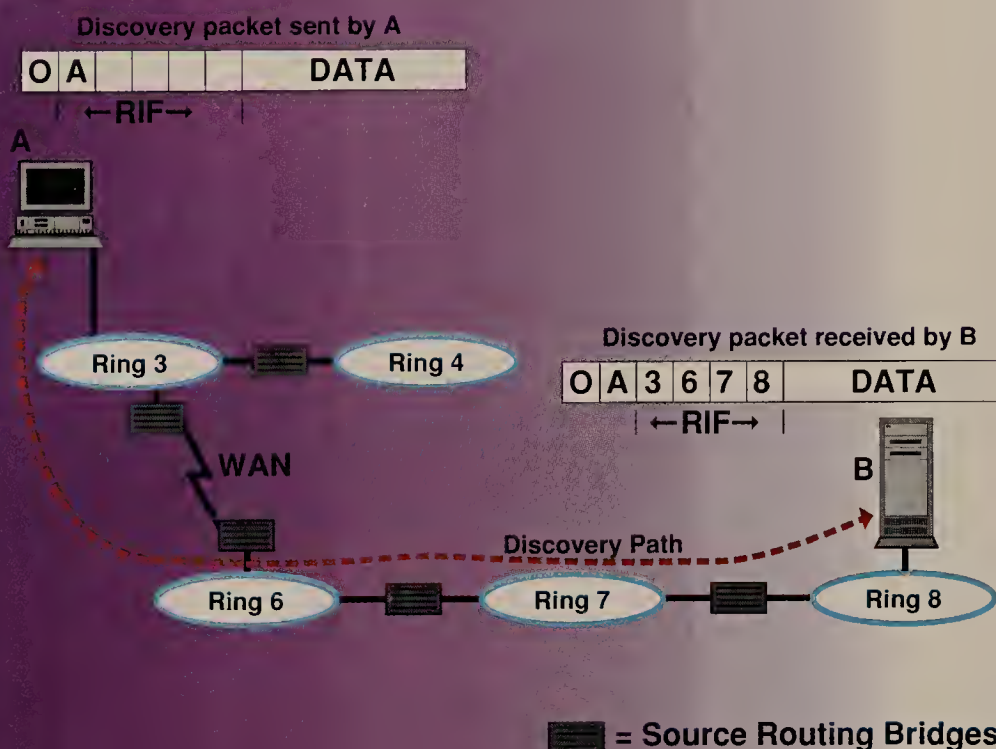 Discovery packet sent by A
O A DATA
←RIF→
A
Ring 3
Ring 4
Discovery packet received by B
O A 3 6 7 8 DATA
←RIF→
WAN
B
Discovery Path
Ring 6
Ring 7
Ring 8
= Source Routing Bridges